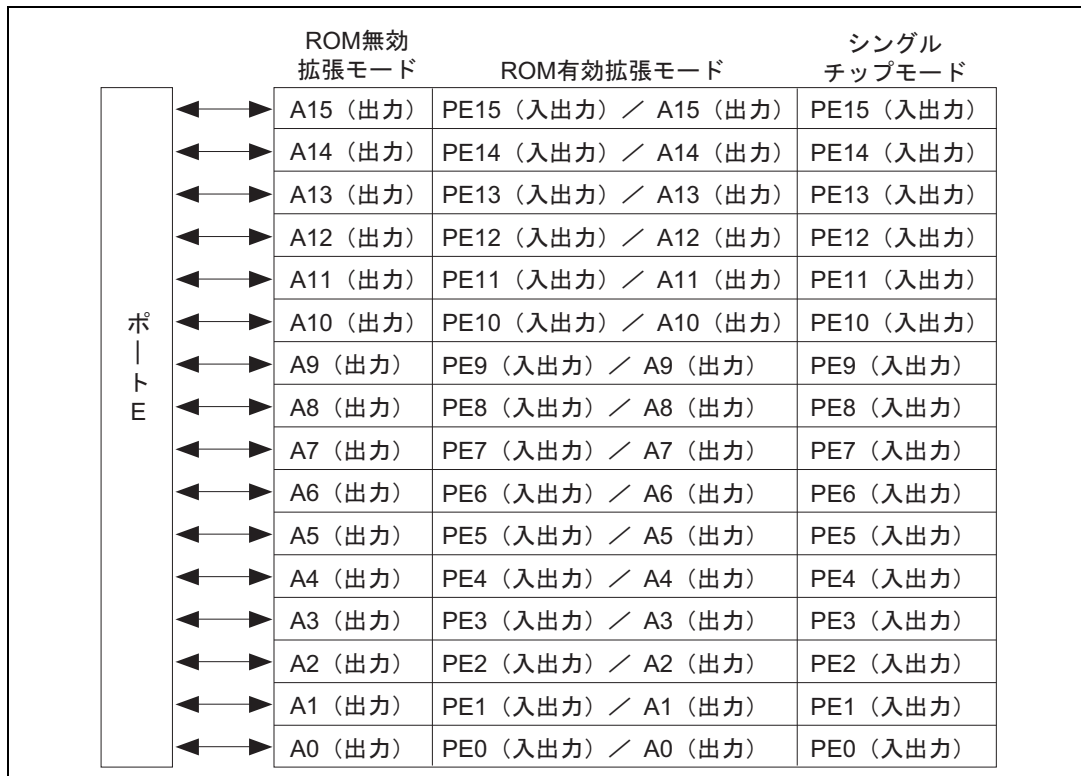 ROM無効
拡張モード
ROM有効拡張モード
シングル
チップモード
ポートE
A15（出力） PE15（入出力）／ A15（出力） PE15（入出力）
A14（出力） PE14（入出力）／ A14（出力） PE14（入出力）
A13（出力） PE13（入出力）／ A13（出力） PE13（入出力）
A12（出力） PE12（入出力）／ A12（出力） PE12（入出力）
A11（出力） PE11（入出力）／ A11（出力） PE11（入出力）
A10（出力） PE10（入出力）／ A10（出力） PE10（入出力）
A9（出力） PE9（入出力）／ A9（出力） PE9（入出力）
A8（出力） PE8（入出力）／ A8（出力） PE8（入出力）
A7（出力） PE7（入出力）／ A7（出力） PE7（入出力）
A6（出力） PE6（入出力）／ A6（出力） PE6（入出力）
A5（出力） PE5（入出力）／ A5（出力） PE5（入出力）
A4（出力） PE4（入出力）／ A4（出力） PE4（入出力）
A3（出力） PE3（入出力）／ A3（出力） PE3（入出力）
A2（出力） PE2（入出力）／ A2（出力） PE2（入出力）
A1（出力） PE1（入出力）／ A1（出力） PE1（入出力）
A0（出力） PE0（入出力）／ A0（出力） PE0（入出力）